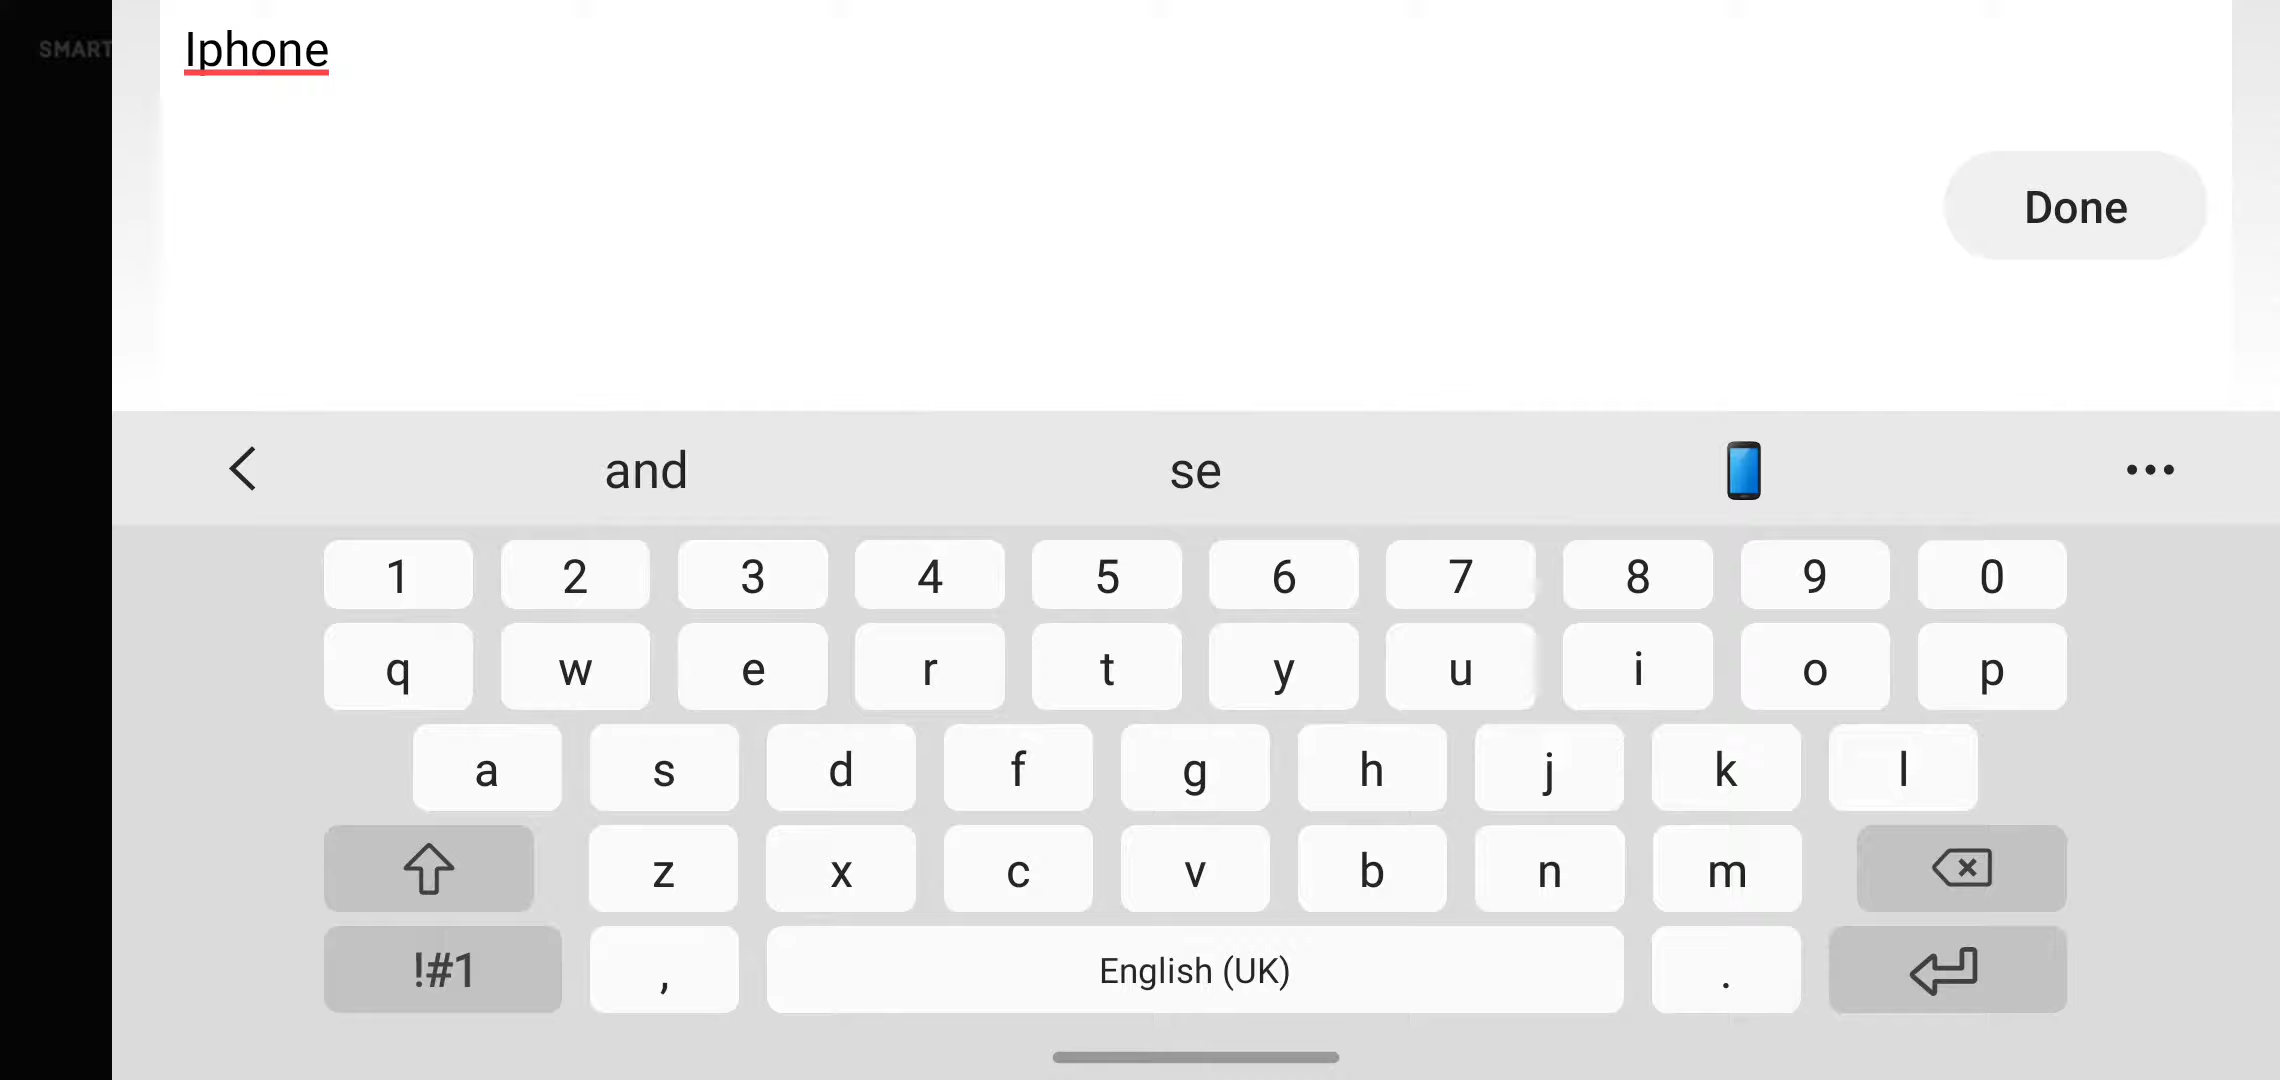 SMART
Iphone
Done
and se
1 2 3 4 5 6 7 8 9 0
q w e r t y u i o p
a s d f g h j k l
z x c v b n m
!#1 , English (UK) .